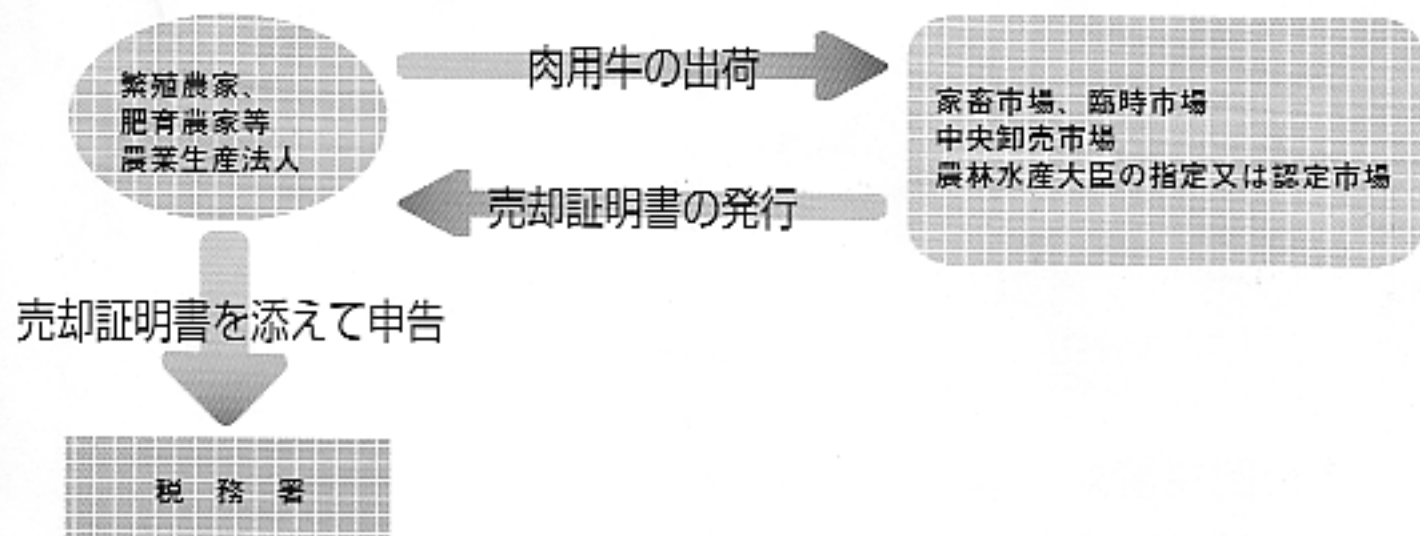 繁殖農家、
肥育農家等
農業生産法人
肉用牛の出荷
家畜市場、臨時市場
中央卸売市場
農林水産大臣の指定又は認定市場
売却証明書の発行
売却証明書を添えて申告
税務署